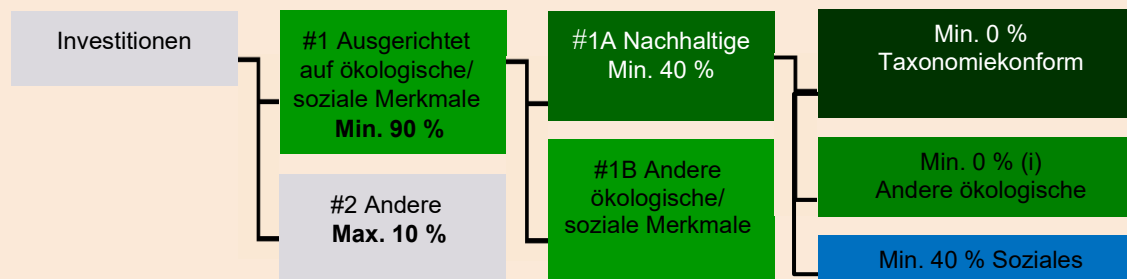 Investitionen
#1 Ausgerichtet
auf ökologische/
soziale Merkmale
Min. 90 %
#2 Andere
Max. 10 %
#1A Nachhaltige
Min. 40 %
#1B Andere
ökologische/
soziale Merkmale
Min. 0 %
Taxonomiekonform
Min. 0 % (i)
Andere ökologische
Min. 40 % Soziales